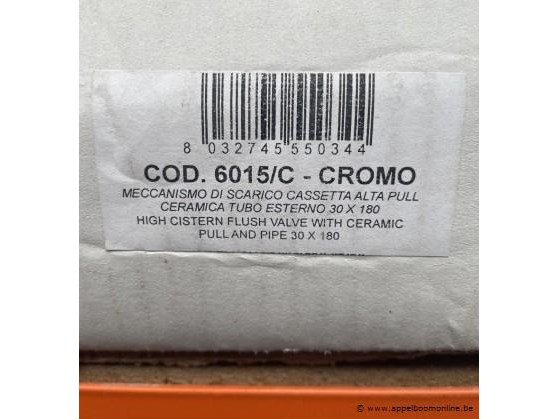 8 032745 550344
COD. 6015/C - CROMO
MECCANISMO DI SCARICO CASSETTA ALTA PULL
CERAMICA TUBO ESTERNO 30 X 180
HIGH CISTERN FLUSH VALVE WITH CERAMIC
PULL AND PIPE 30 X 180
© www.appelboomonline.be